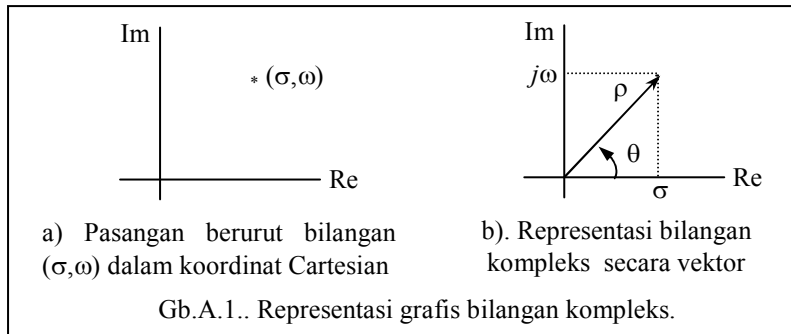 Im
* (σ,ω)
Re
a) Pasangan berurut bilangan
(σ,ω) dalam koordinat Cartesian
Im
jω
ρ
θ
σ
Re
b). Representasi bilangan
kompleks secara vektor
Gb.A.1.. Representasi grafis bilangan kompleks.